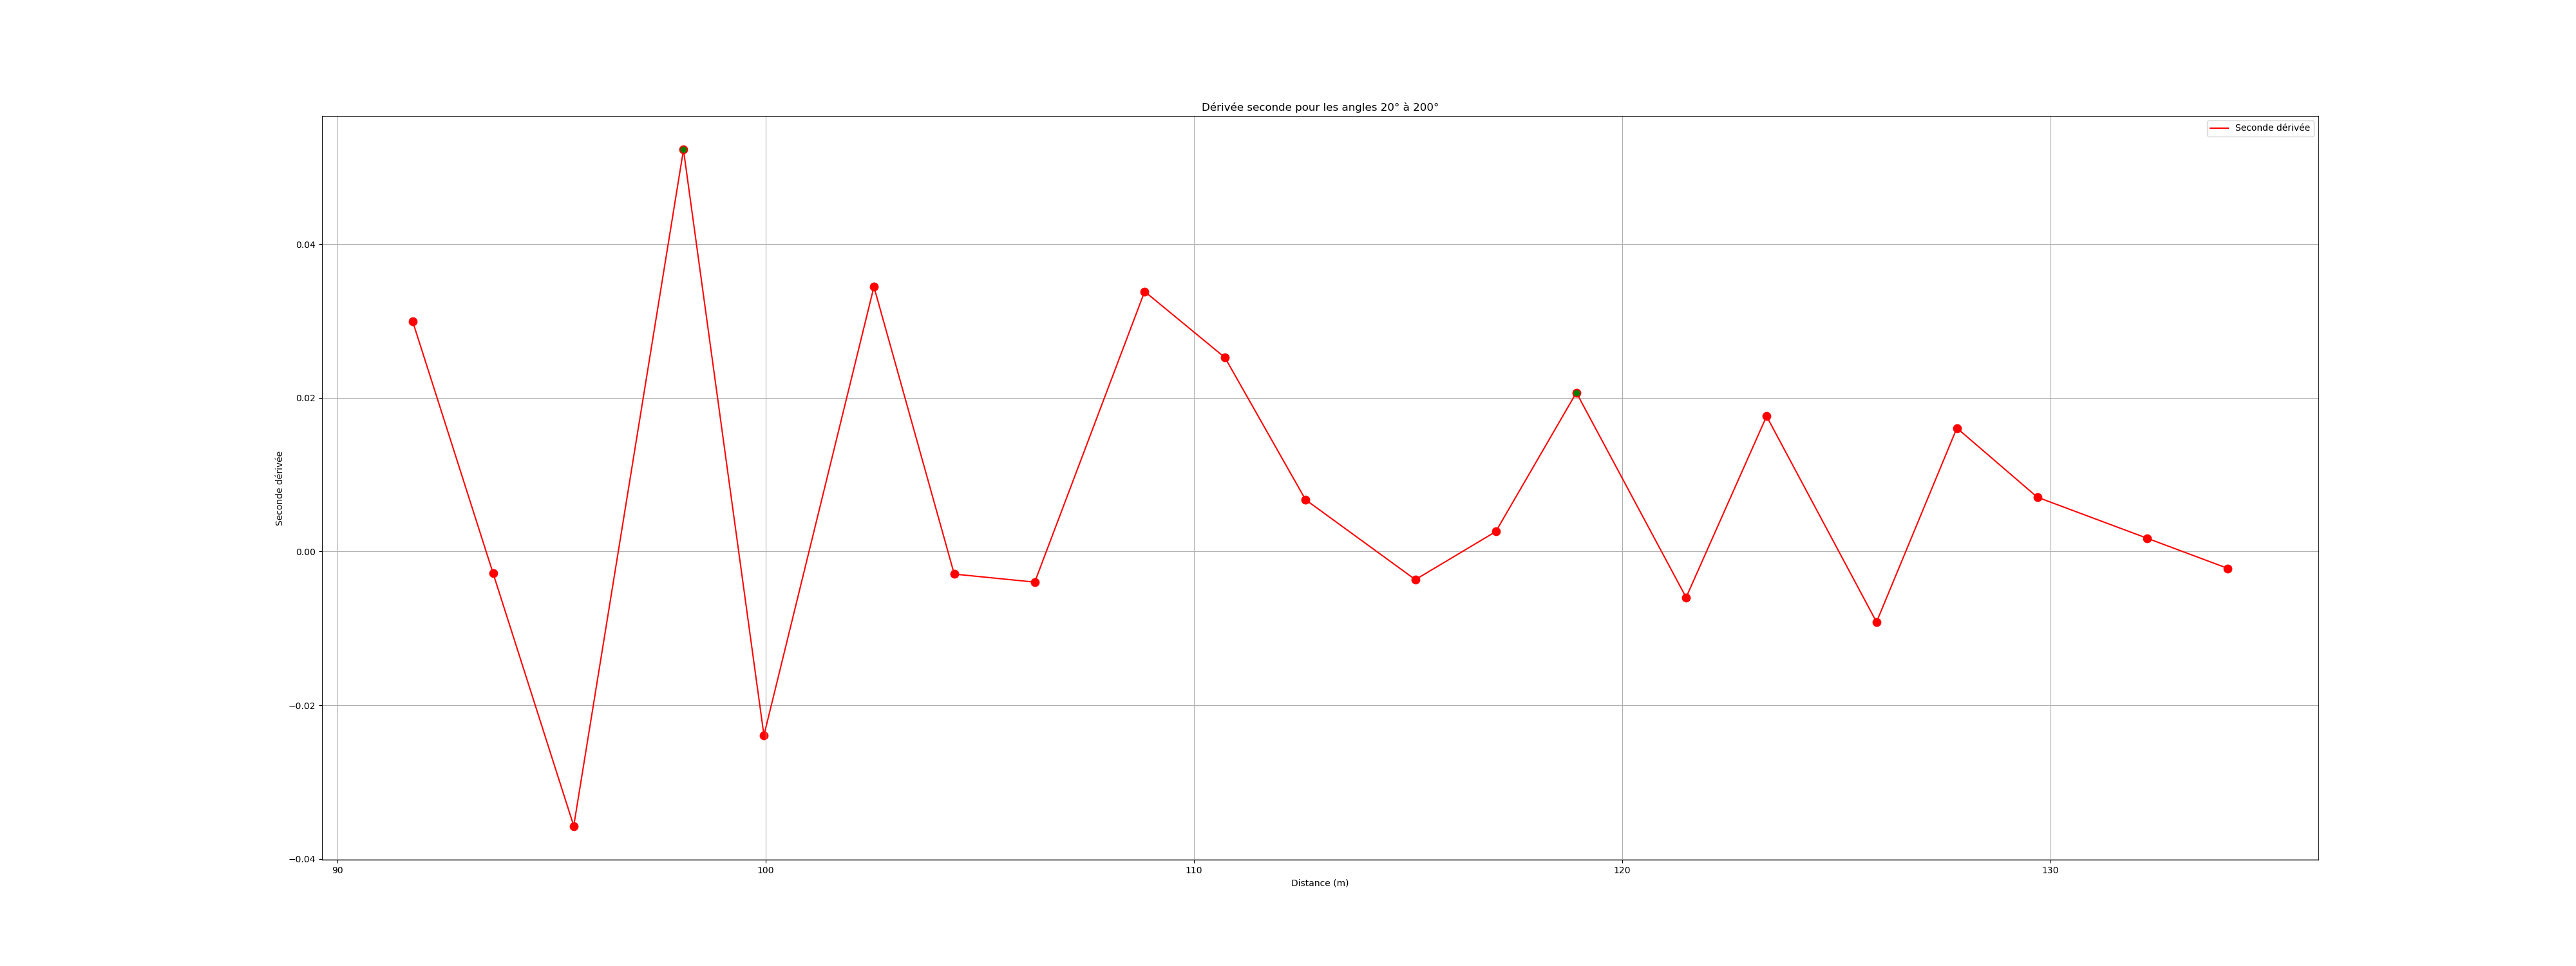 Dérivée seconde pour les angles 20° à 200°
Seconde dérivée
0.04
0.02
0.00
−0.02
−0.04
Seconde dérivée
90
100
110
120
130
Distance (m)